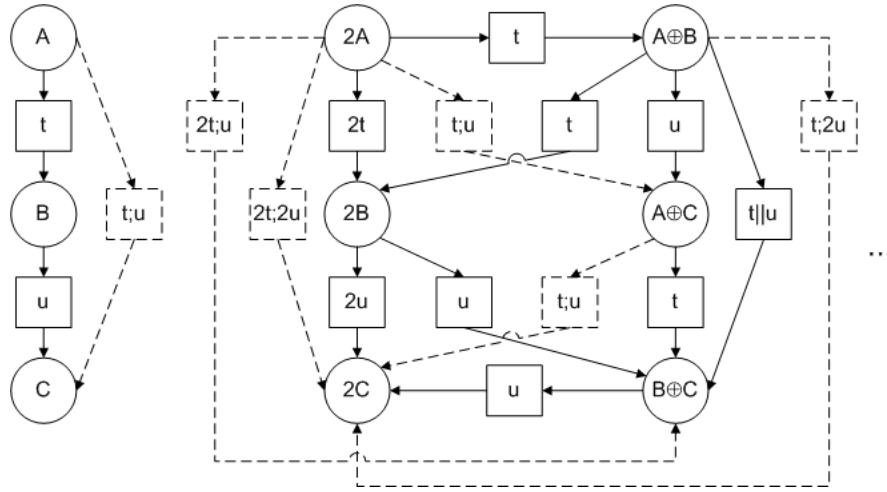 A
2A
t
A⊕B
t
2t;u
2t
t;u
t
u
t;2u
B
t;u
2t;2u
2B
A⊕C
t||u
u
2u
u
t;u
t
..
C
2C
u
B⊕C